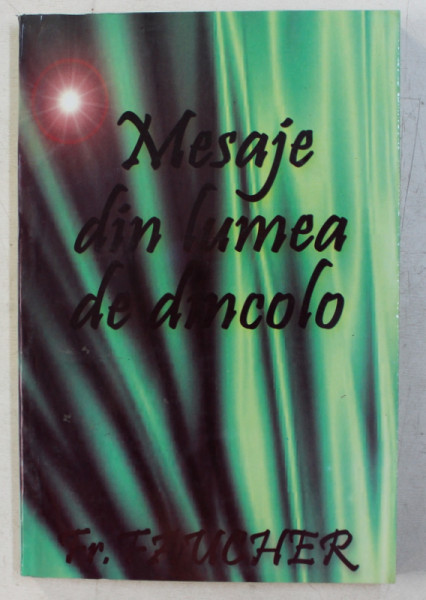 Mesaje
din lumea
de dincolo
Fr. FAUCHER